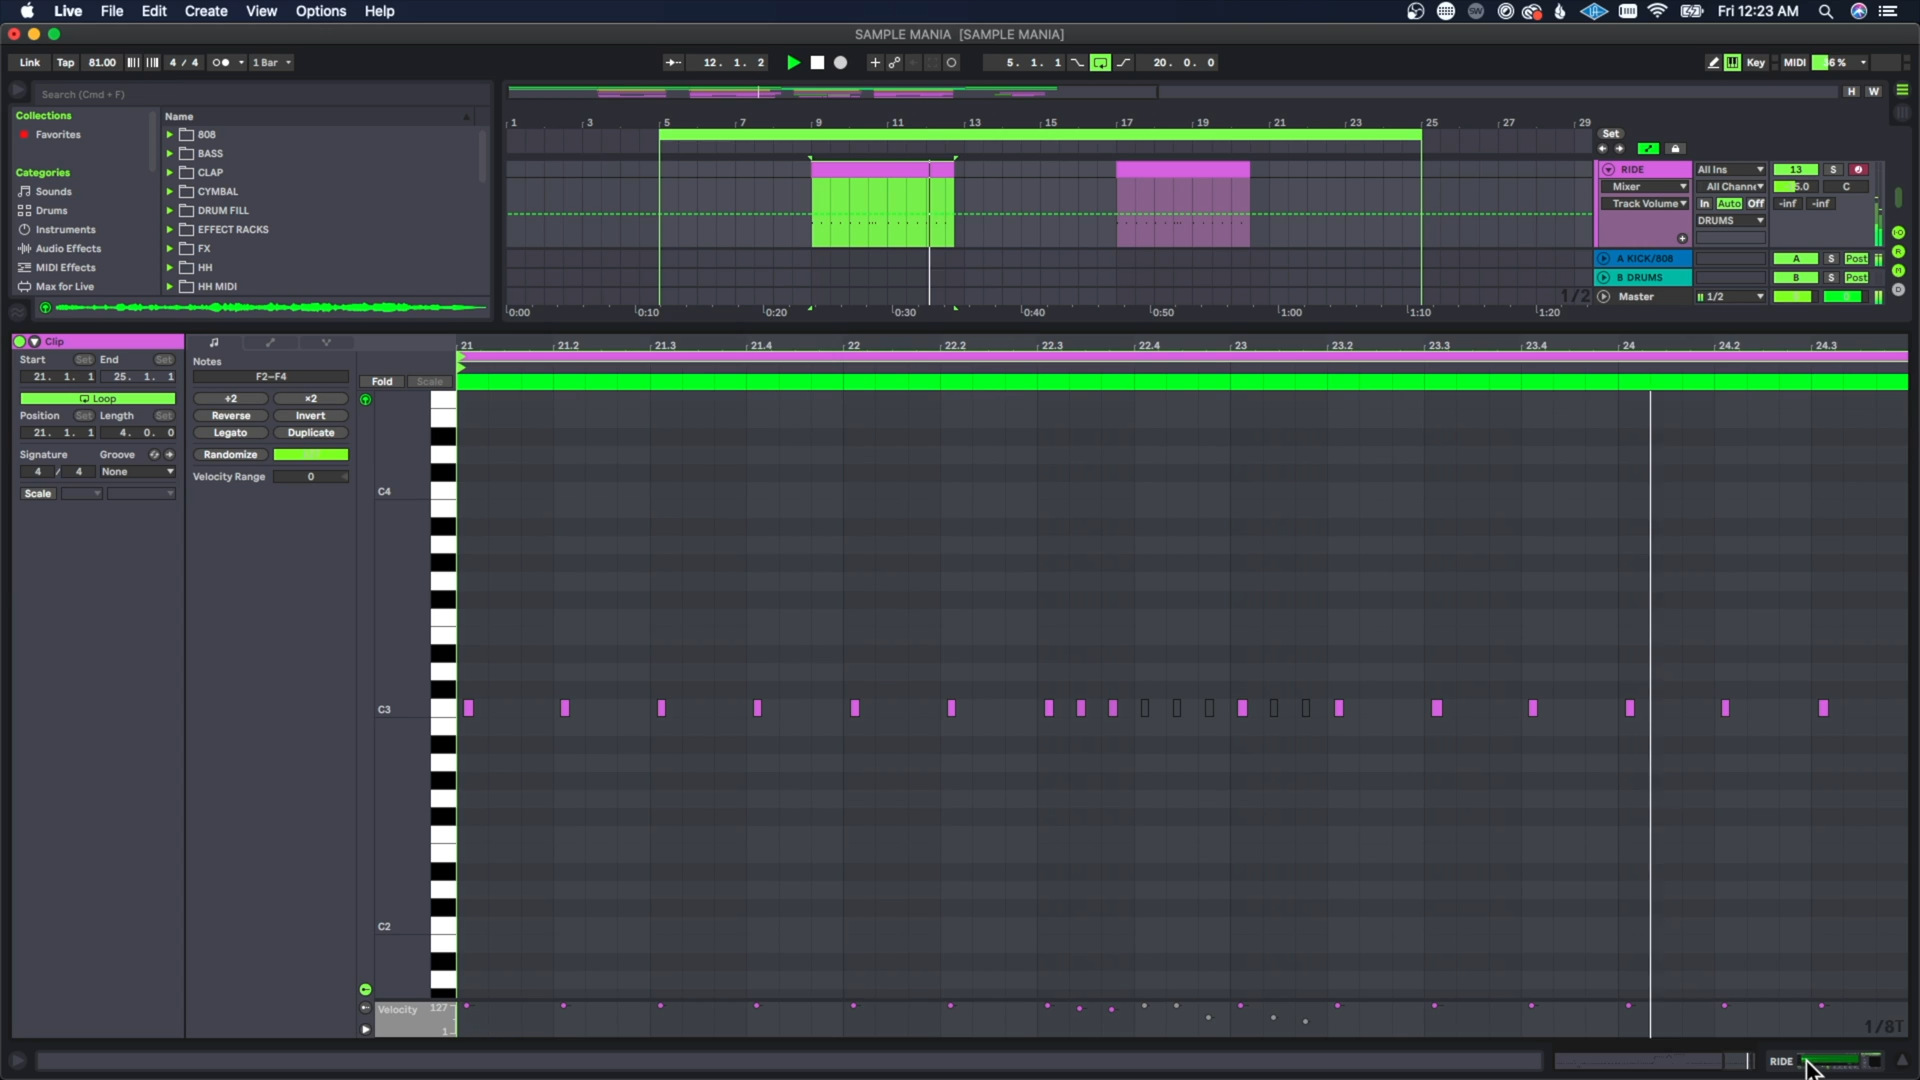 Live File Edit Create View Options Help
Fri 12:23 AM
SAMPLE MANIA [SAMPLE MANIA]
Link Tap 81.00 4 / 4 1 Bar
12. 1. 2
5. 1. 1
20. 0. 0
Key MIDI
Search (Cmd + F)
H W
Collections
Favorites
Categories
Sounds
Drums
Instruments
Audio Effects
MIDI Effects
Max for Live
Name
808
BASS
CLAP
CYMBAL
DRUM FILL
EFFECT RACKS
FX
HH
HH MIDI
1 3 5 7 9 11 13 15 17 19 21 23 25 27 29
Set
RIDE All Ins 13 S
Mixer All Channe C
Track Volume In Auto Off -inf -inf
DRUMS
A KICK/808 A S Post
B DRUMS B S Post
1/2 Master 1/2
0:00 0:10 0:20 0:30 0:40 0:50 1:00 1:10 1:20
Clip
Start Set End Set
21. 1. 1 25. 1. 1
Loop
Position Set Length Set
21. 1. 1 4. 0. 0
Signature Groove
4 / 4 None
Scale
Notes
F2–F4
÷2 ×2
Reverse Invert
Legato Duplicate
Randomize
Velocity Range 0
Fold Scale
21 21.2 21.3 21.4 22 22.2 22.3 22.4 23 23.2 23.3 23.4 24 24.2 24.3
C4
C3
C2
Velocity 127
1
1/8T
RIDE